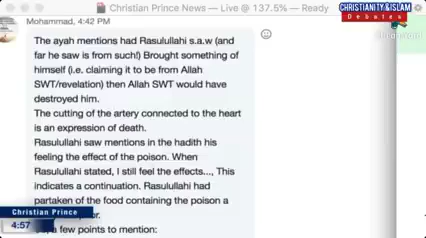 Christian Prince News — Live @ 137.5% — Ready
CHRISTIANITY & ISLAM
Debates
Mohammad, 4:42 PM
The ayah mentions had Rasulullahi s.a.w (and
far he saw is from such!) Brought something of
himself (i.e. claiming it to be from Allah
SWT/revelation) then Allah SWT would have
destroyed him.
The cutting of the artery connected to the heart
is an expression of death.
Rasulullahi saw mentions in the hadith his
feeling the effect of the poison. When
Rasulullahi stated, I still feel the effects..., This
indicates a continuation. Rasulullahi had
partaken of the food containing the poison a
Christian Prince
4:57
a few points to mention: